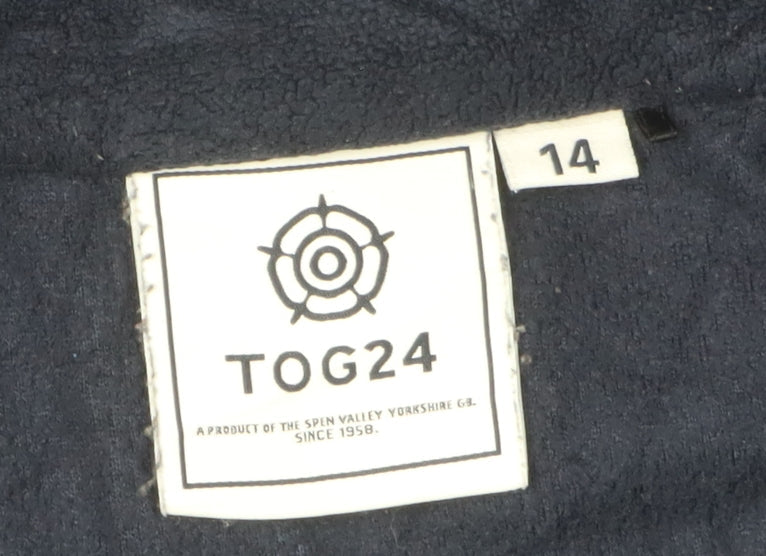 14
TOG24
A PRODUCT OF THE SPEN VALLEY YORKSHIRE GB.
SINCE 1958.